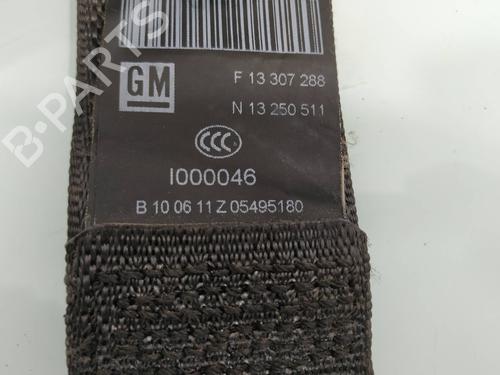 B-PARTS
GM
F 13 307 288
N 13 250 511
CCC
I000046
B 10 06 11 Z 05495180